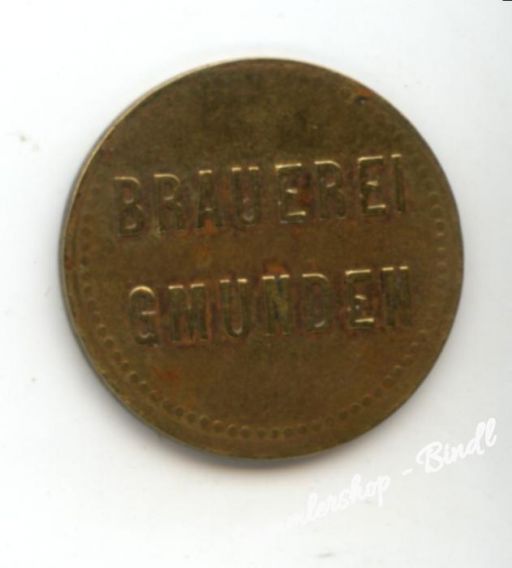 BRAUEREI
GMUNDEN
- Bindl